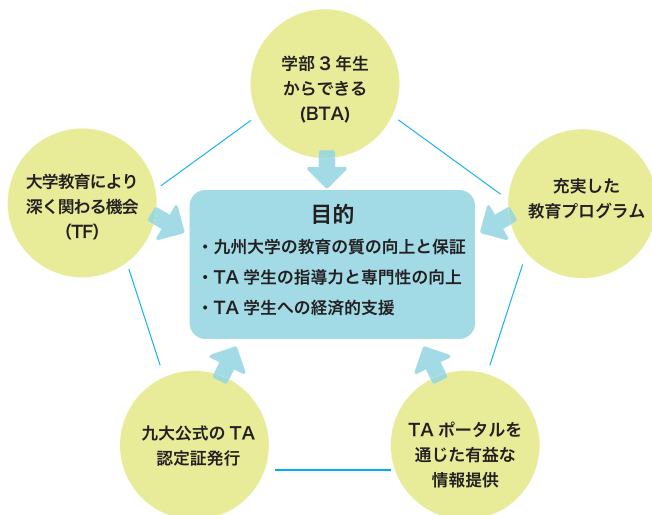 学部3年生
からできる
(BTA)
大学教育により
深く関わる機会
（TF）
充実した
教育プログラム
目的
・九州大学の教育の質の向上と保証
・TA 学生の指導力と専門性の向上
・TA 学生への経済的支援
九大公式の TA
認定証発行
TA ポータルを
通じた有益な
情報提供